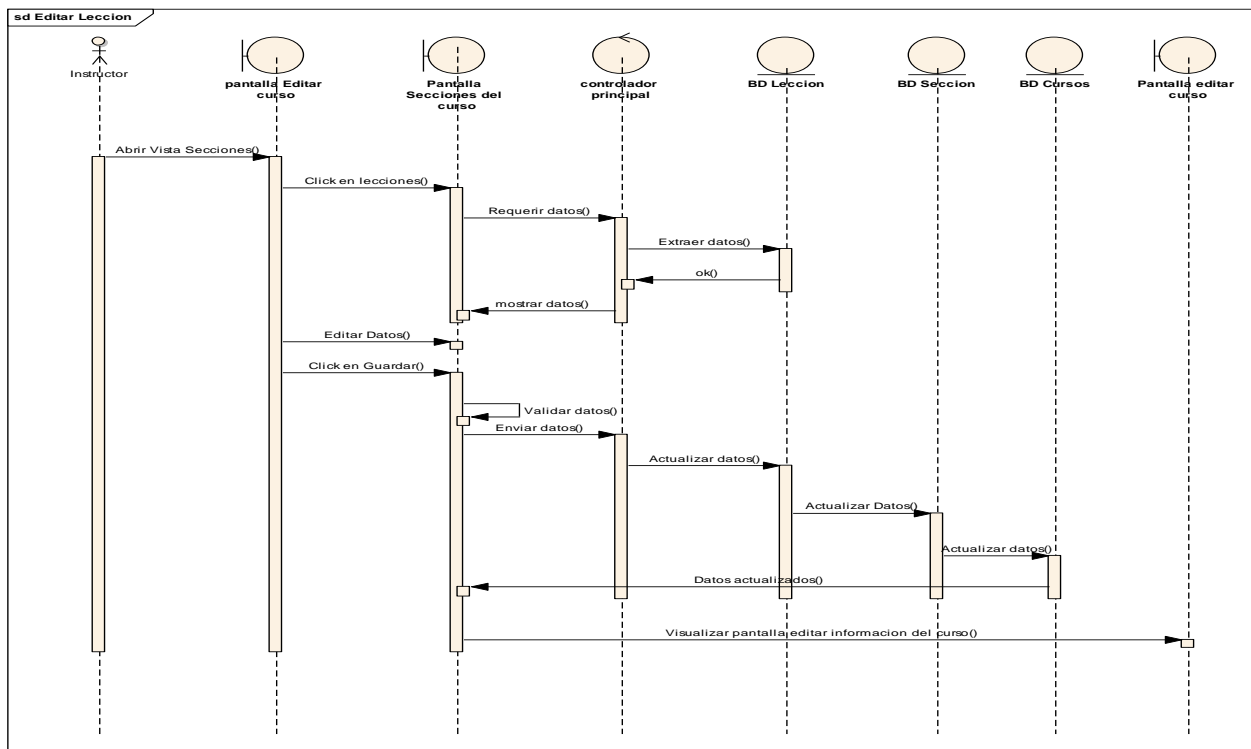 sd Editar Leccion
Instructor
pantalla Editar
curso
Pantalla
Secciones del
curso
controlador
principal
BD Leccion
BD Seccion
BD Cursos
Pantalla editar
curso
Abrir Vista Secciones()
Click en lecciones()
Requerir datos()
Extraer datos()
ok()
mostrar datos()
Editar Datos()
Click en Guardar()
Validar datos()
Enviar datos()
Actualizar datos()
Actualizar Datos()
Actualizar datos()
Datos actualizados()
Visualizar pantalla editar informacion del curso()